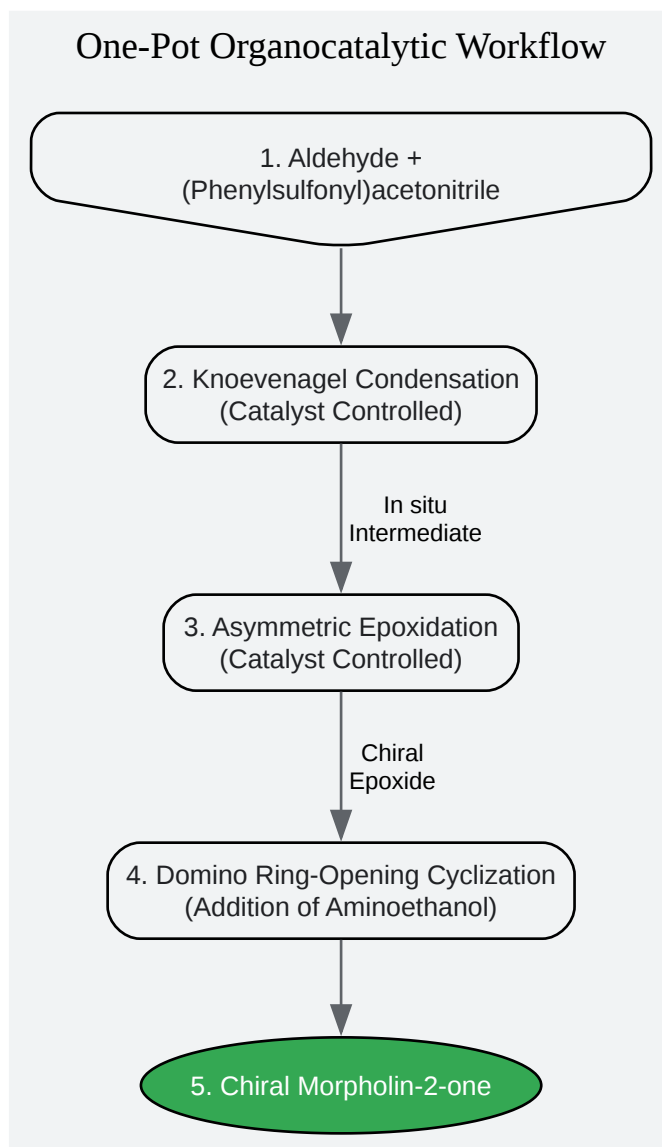 One-Pot Organocatalytic Workflow
1. Aldehyde +
(Phenylsulfonyl)acetonitrile
2. Knoevenagel Condensation
(Catalyst Controlled)
In situ
Intermediate
3. Asymmetric Epoxidation
(Catalyst Controlled)
Chiral
Epoxide
4. Domino Ring-Opening Cyclization
(Addition of Aminoethanol)
5. Chiral Morpholin-2-one